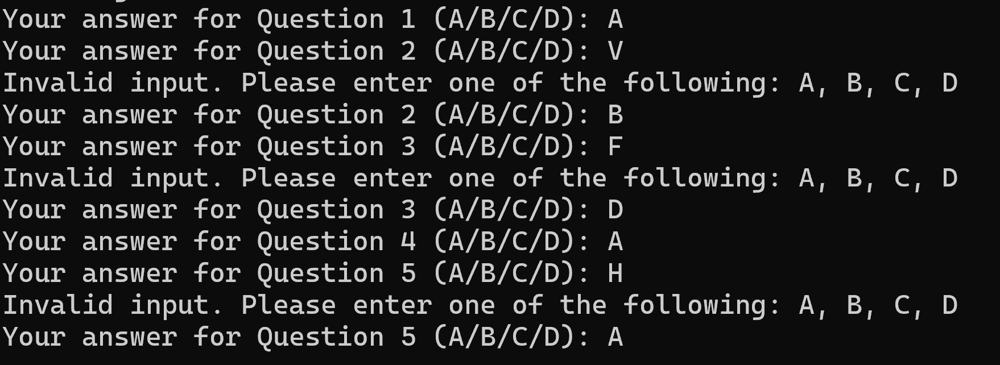 Your answer for Question 1 (A/B/C/D): A
Your answer for Question 2 (A/B/C/D): V
Invalid input. Please enter one of the following: A, B, C, D
Your answer for Question 2 (A/B/C/D): B
Your answer for Question 3 (A/B/C/D): F
Invalid input. Please enter one of the following: A, B, C, D
Your answer for Question 3 (A/B/C/D): D
Your answer for Question 4 (A/B/C/D): A
Your answer for Question 5 (A/B/C/D): H
Invalid input. Please enter one of the following: A, B, C, D
Your answer for Question 5 (A/B/C/D): A